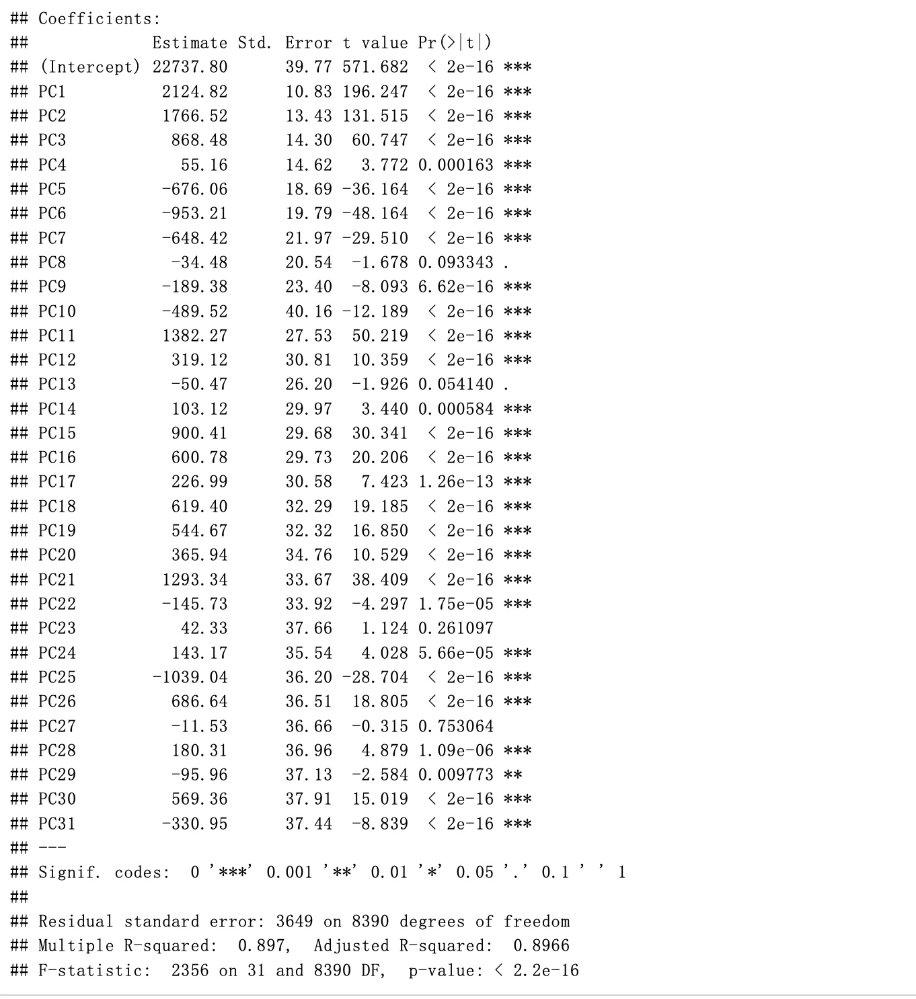 ## Coefficients:
##             Estimate Std. Error t value Pr(>|t|)
## (Intercept) 22737.80      39.77 571.682  < 2e-16 ***
## PC1          2124.82      10.83 196.247  < 2e-16 ***
## PC2          1766.52      13.43 131.515  < 2e-16 ***
## PC3           868.48      14.30  60.747  < 2e-16 ***
## PC4            55.16      14.62   3.772 0.000163 ***
## PC5          -676.06      18.69 -36.164  < 2e-16 ***
## PC6          -953.21      19.79 -48.164  < 2e-16 ***
## PC7          -648.42      21.97 -29.510  < 2e-16 ***
## PC8           -34.48      20.54  -1.678 0.093343 .
## PC9          -189.38      23.40  -8.093 6.62e-16 ***
## PC10         -489.52      40.16 -12.189  < 2e-16 ***
## PC11         1382.27      27.53  50.219  < 2e-16 ***
## PC12          319.12      30.81  10.359  < 2e-16 ***
## PC13          -50.47      26.20  -1.926 0.054140 .
## PC14          103.12      29.97   3.440 0.000584 ***
## PC15          900.41      29.68  30.341  < 2e-16 ***
## PC16          600.78      29.73  20.206  < 2e-16 ***
## PC17          226.99      30.58   7.423 1.26e-13 ***
## PC18          619.40      32.29  19.185  < 2e-16 ***
## PC19          544.67      32.32  16.850  < 2e-16 ***
## PC20          365.94      34.76  10.529  < 2e-16 ***
## PC21         1293.34      33.67  38.409  < 2e-16 ***
## PC22         -145.73      33.92  -4.297 1.75e-05 ***
## PC23           42.33      37.66   1.124 0.261097
## PC24          143.17      35.54   4.028 5.66e-05 ***
## PC25        -1039.04      36.20 -28.704  < 2e-16 ***
## PC26          686.64      36.51  18.805  < 2e-16 ***
## PC27          -11.53      36.66  -0.315 0.753064
## PC28          180.31      36.96   4.879 1.09e-06 ***
## PC29          -95.96      37.13  -2.584 0.009773 **
## PC30          569.36      37.91  15.019  < 2e-16 ***
## PC31         -330.95      37.44  -8.839  < 2e-16 ***
## ---
## Signif. codes:  0 '***' 0.001 '**' 0.01 '*' 0.05 '.' 0.1 ' ' 1
##
## Residual standard error: 3649 on 8390 degrees of freedom
## Multiple R-squared:  0.897,  Adjusted R-squared:  0.8966
## F-statistic:  2356 on 31 and 8390 DF,  p-value: < 2.2e-16